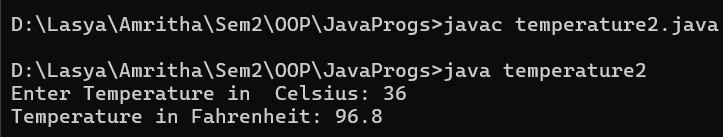 D:\Lasya\Amritha\Sem2\OOP\JavaProgs>javac temperature2.java
D:\Lasya\Amritha\Sem2\OOP\JavaProgs>java temperature2
Enter Temperature in  Celsius: 36
Temperature in Fahrenheit: 96.8